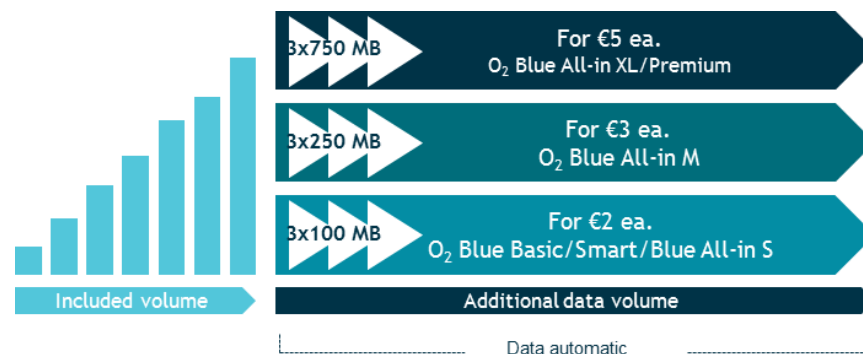 3x750 MB
For €5 ea.
O₂ Blue All-in XL/Premium
3x250 MB
For €3 ea.
O₂ Blue All-in M
3x100 MB
For €2 ea.
O₂ Blue Basic/Smart/Blue All-in S
Included volume
Additional data volume
Data automatic